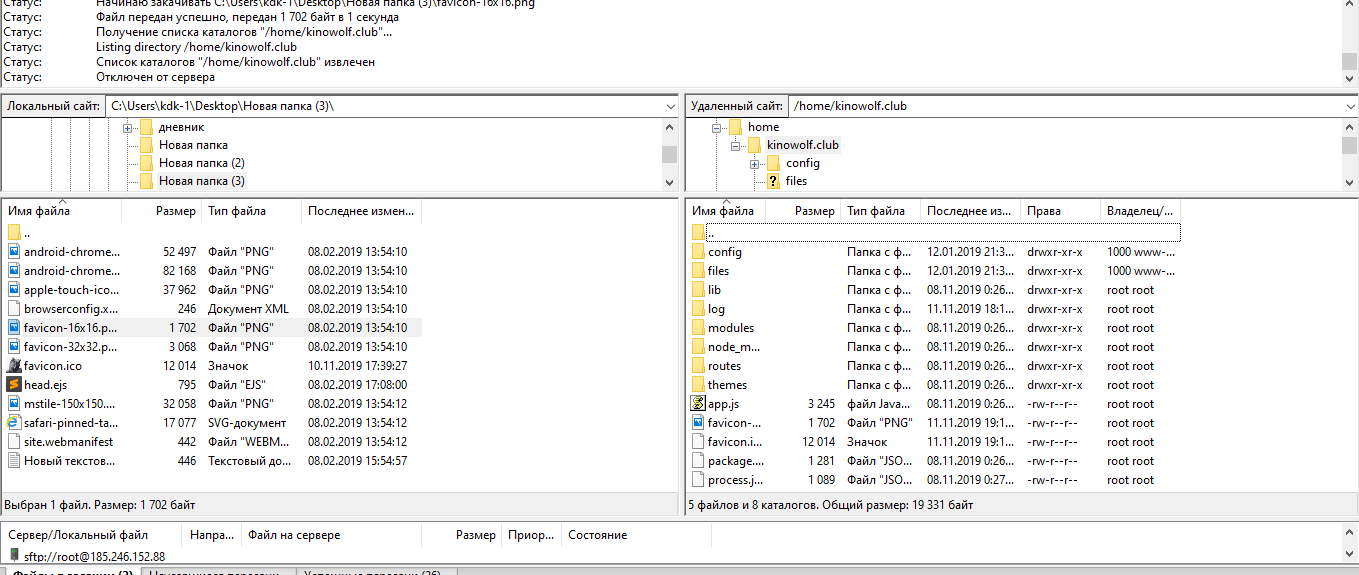 Статус: Начинаю закачивать C:\Users\kdk-1\Desktop\Новая папка (3)\favicon-16x16.png
Статус: Файл передан успешно, передан 1 702 байт в 1 секунда
Статус: Получение списка каталогов "/home/kinowolf.club"...
Статус: Listing directory /home/kinowolf.club
Статус: Список каталогов "/home/kinowolf.club" извлечен
Статус: Отключен от сервера
Локальный сайт: C:\Users\kdk-1\Desktop\Новая папка (3)\
дневник
Новая папка
Новая папка (2)
Новая папка (3)
Имя файла Размер Тип файла Последнее измен...
..
android-chrome... 52 497 Файл "PNG" 08.02.2019 13:54:10
android-chrome... 82 168 Файл "PNG" 08.02.2019 13:54:10
apple-touch-ico... 37 962 Файл "PNG" 08.02.2019 13:54:10
browserconfig.x... 246 Документ XML 08.02.2019 13:54:10
favicon-16x16.p... 1 702 Файл "PNG" 08.02.2019 13:54:10
favicon-32x32.p... 3 068 Файл "PNG" 08.02.2019 13:54:10
favicon.ico 12 014 Значок 10.11.2019 17:39:27
head.ejs 795 Файл "EJS" 08.02.2019 17:08:00
mstile-150x150.... 32 058 Файл "PNG" 08.02.2019 13:54:12
safari-pinned-ta... 17 077 SVG-документ 08.02.2019 13:54:12
site.webmanifest 442 Файл "WEBM... 08.02.2019 13:54:12
Новый текстов... 446 Текстовый до... 08.02.2019 15:54:57
Выбран 1 файл. Размер: 1 702 байт
Удаленный сайт: /home/kinowolf.club
home
kinowolf.club
config
? files
Имя файла Размер Тип файла Последнее из... Права Владелец/...
..
config Папка с ф... 12.01.2019 21:3... drwxr-xr-x 1000 www-...
files Папка с ф... 12.01.2019 21:3... drwxr-xr-x 1000 www-...
lib Папка с ф... 08.11.2019 0:26... drwxr-xr-x root root
log Папка с ф... 11.11.2019 18:1... drwxr-xr-x root root
modules Папка с ф... 08.11.2019 0:26... drwxr-xr-x root root
node_m... Папка с ф... 08.11.2019 0:26... drwxr-xr-x root root
routes Папка с ф... 08.11.2019 0:26... drwxr-xr-x root root
themes Папка с ф... 08.11.2019 0:26... drwxr-xr-x root root
app.js 3 245 файл Java... 08.11.2019 0:26... -rw-r--r-- root root
favicon-... 1 702 Файл "PNG" 11.11.2019 19:1... -rw-r--r-- root root
favicon.i... 12 014 Значок 11.11.2019 19:1... -rw-r--r-- root root
package.... 1 281 Файл "JSO... 08.11.2019 0:26... -rw-r--r-- root root
process.j... 1 089 Файл "JSO... 08.11.2019 0:27... -rw-r--r-- root root
5 файлов и 8 каталогов. Общий размер: 19 331 байт
Сервер/Локальный файл Напра... Файл на сервере Размер Приор... Состояние
sftp://root@185.246.152.88